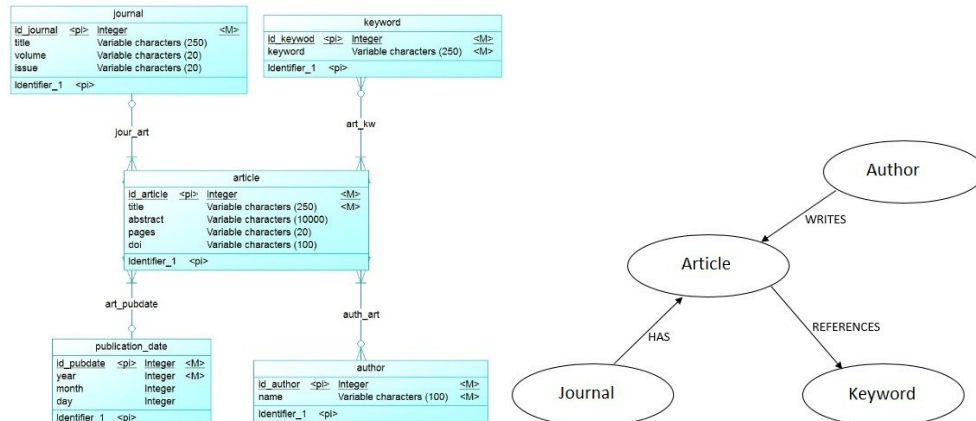 journal
id_journal <pi> Integer <M>
title Variable characters (250)
volume Variable characters (20)
issue Variable characters (20)
Identifier_1 <pi>
keyword
id_keywod <pi> Integer <M>
keyword Variable characters (250) <M>
Identifier_1 <pi>
jour_art
art_kw
article
id_article <pi> Integer <M>
title Variable characters (250) <M>
abstract Variable characters (10000)
pages Variable characters (20)
doi Variable characters (100)
Identifier_1 <pi>
art_pubdate
auth_art
publication_date
id_pubdate <pi> Integer <M>
year Integer <M>
month Integer
day Integer
Identifier_1 <pi>
author
id_author <pi> Integer <M>
name Variable characters (100) <M>
Identifier_1 <pi>
Author
WRITES
Article
HAS
REFERENCES
Journal
Keyword